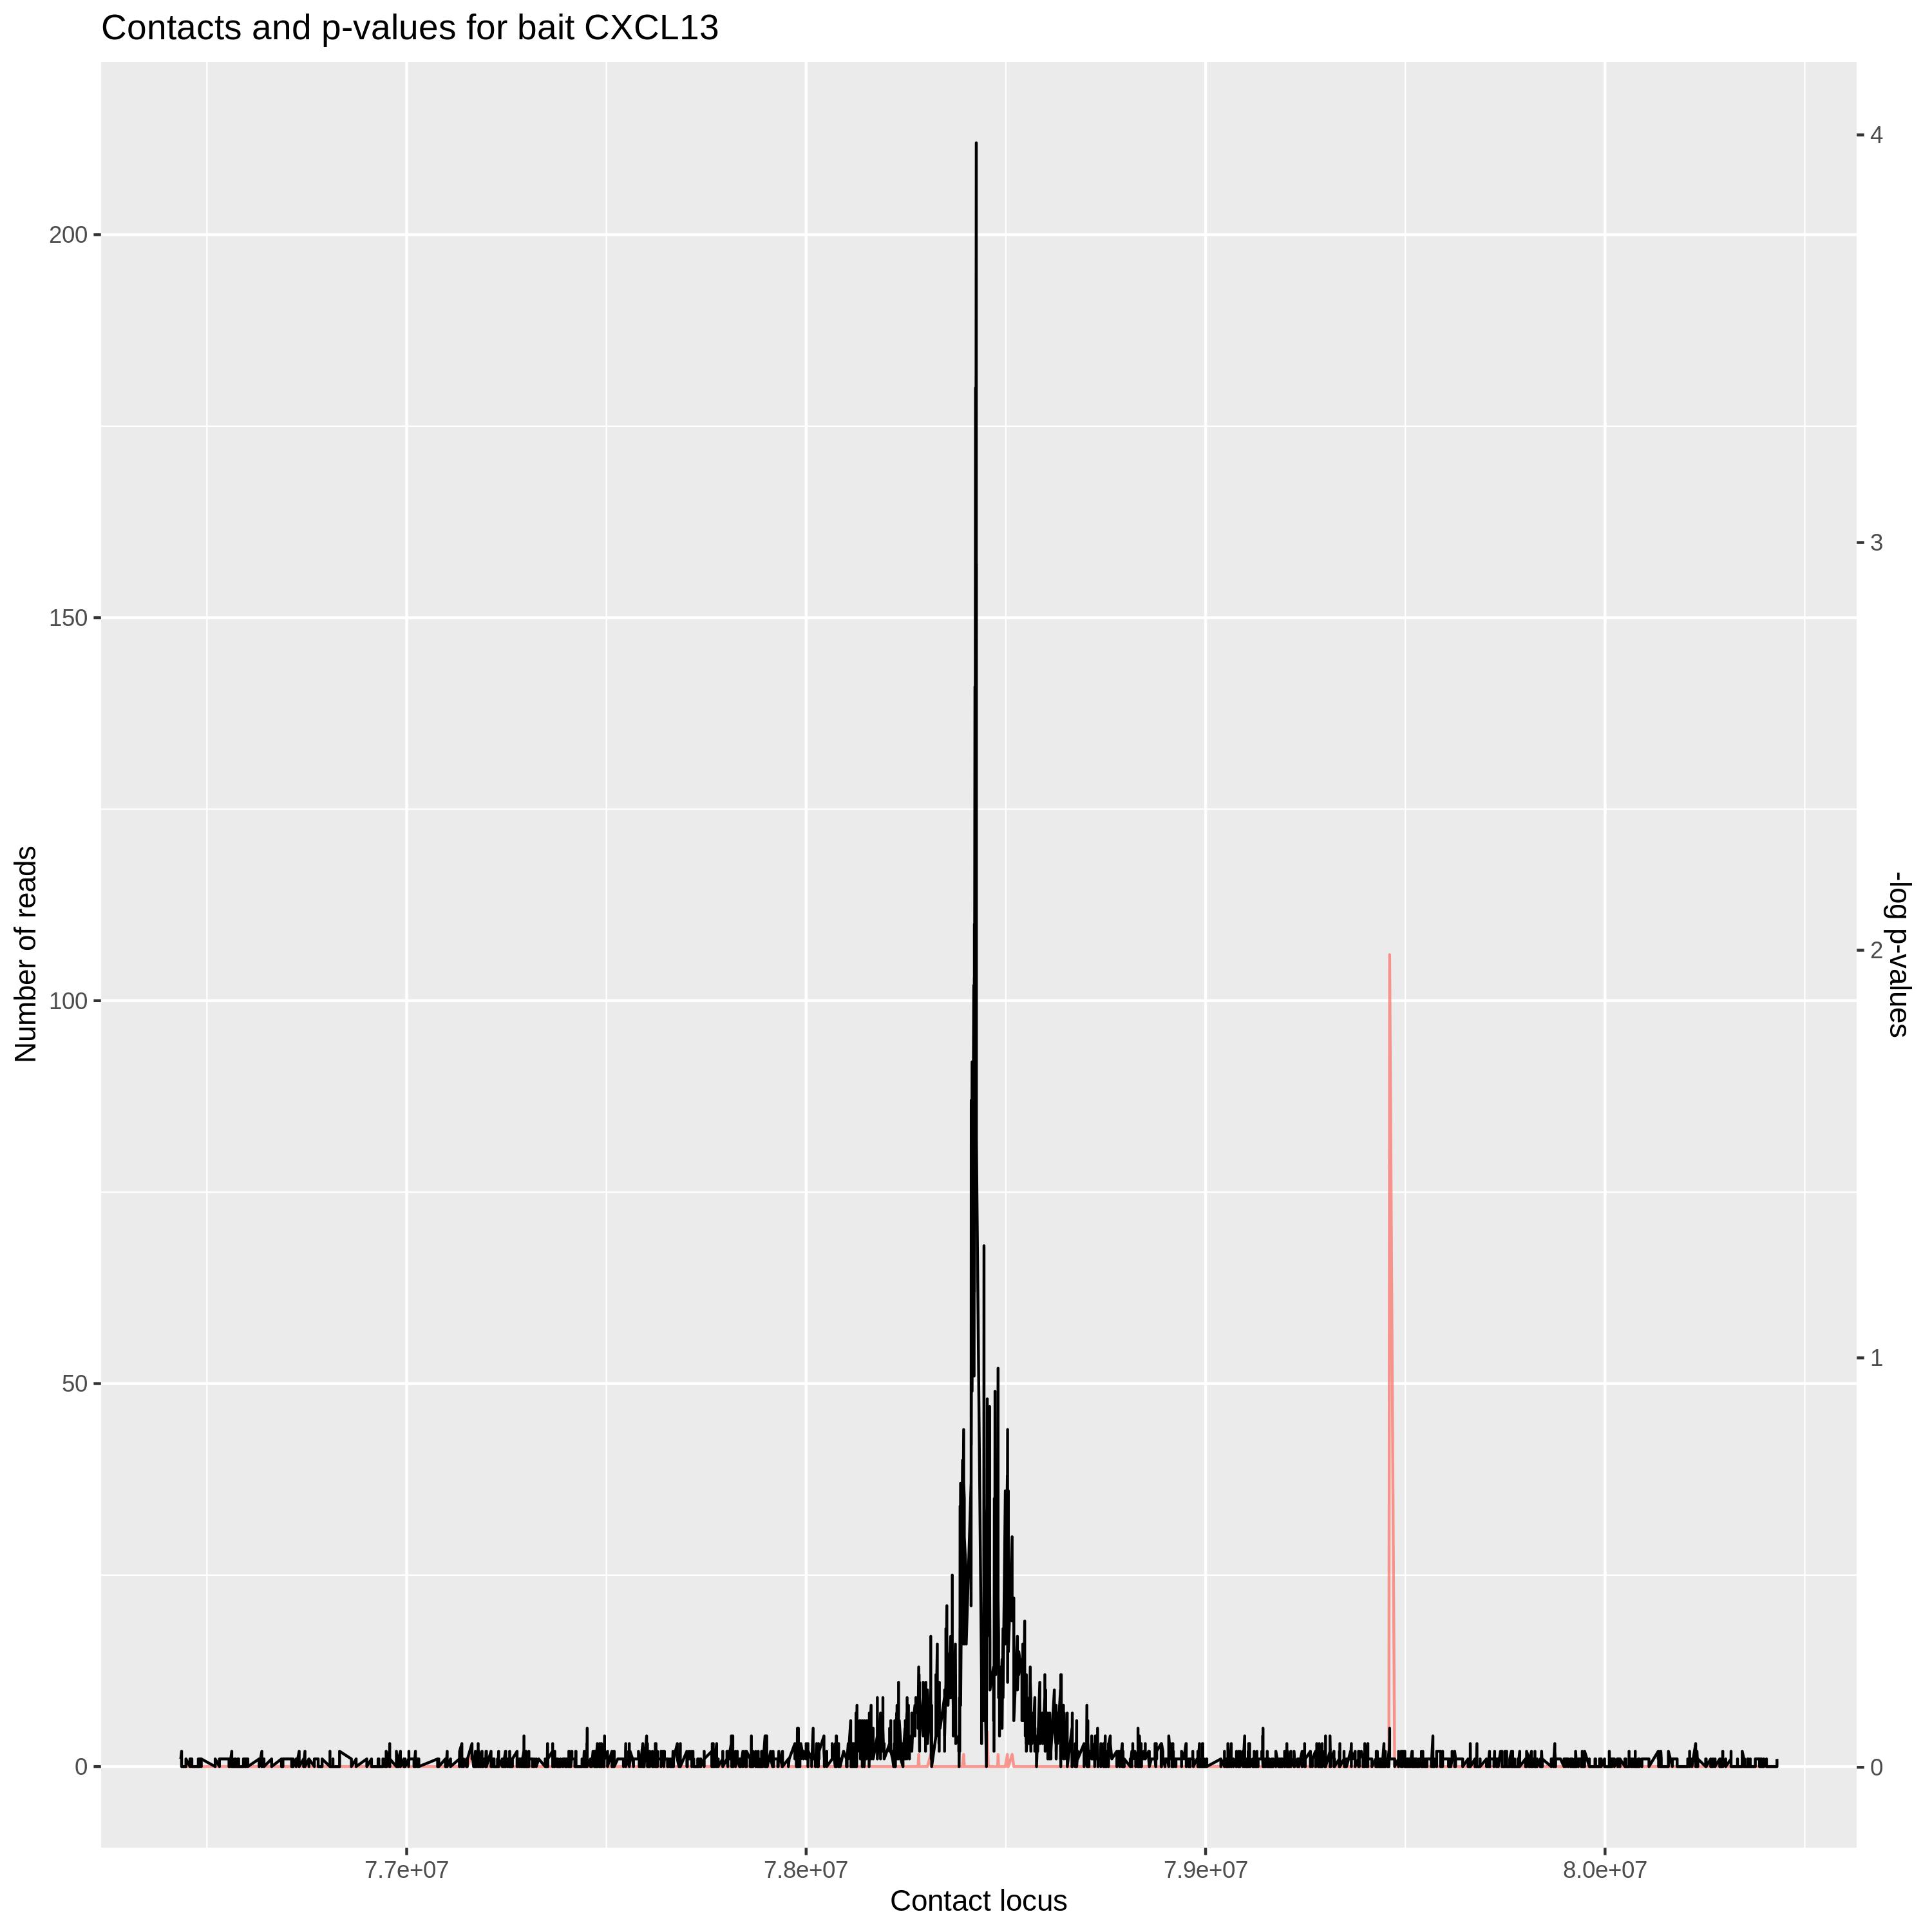 Contacts and p-values for bait CXCL13
Number of reads
200
150
100
50
0
4
3
2
1
0
-log p-values
7.7e+07 7.8e+07 7.9e+07 8.0e+07
Contact locus